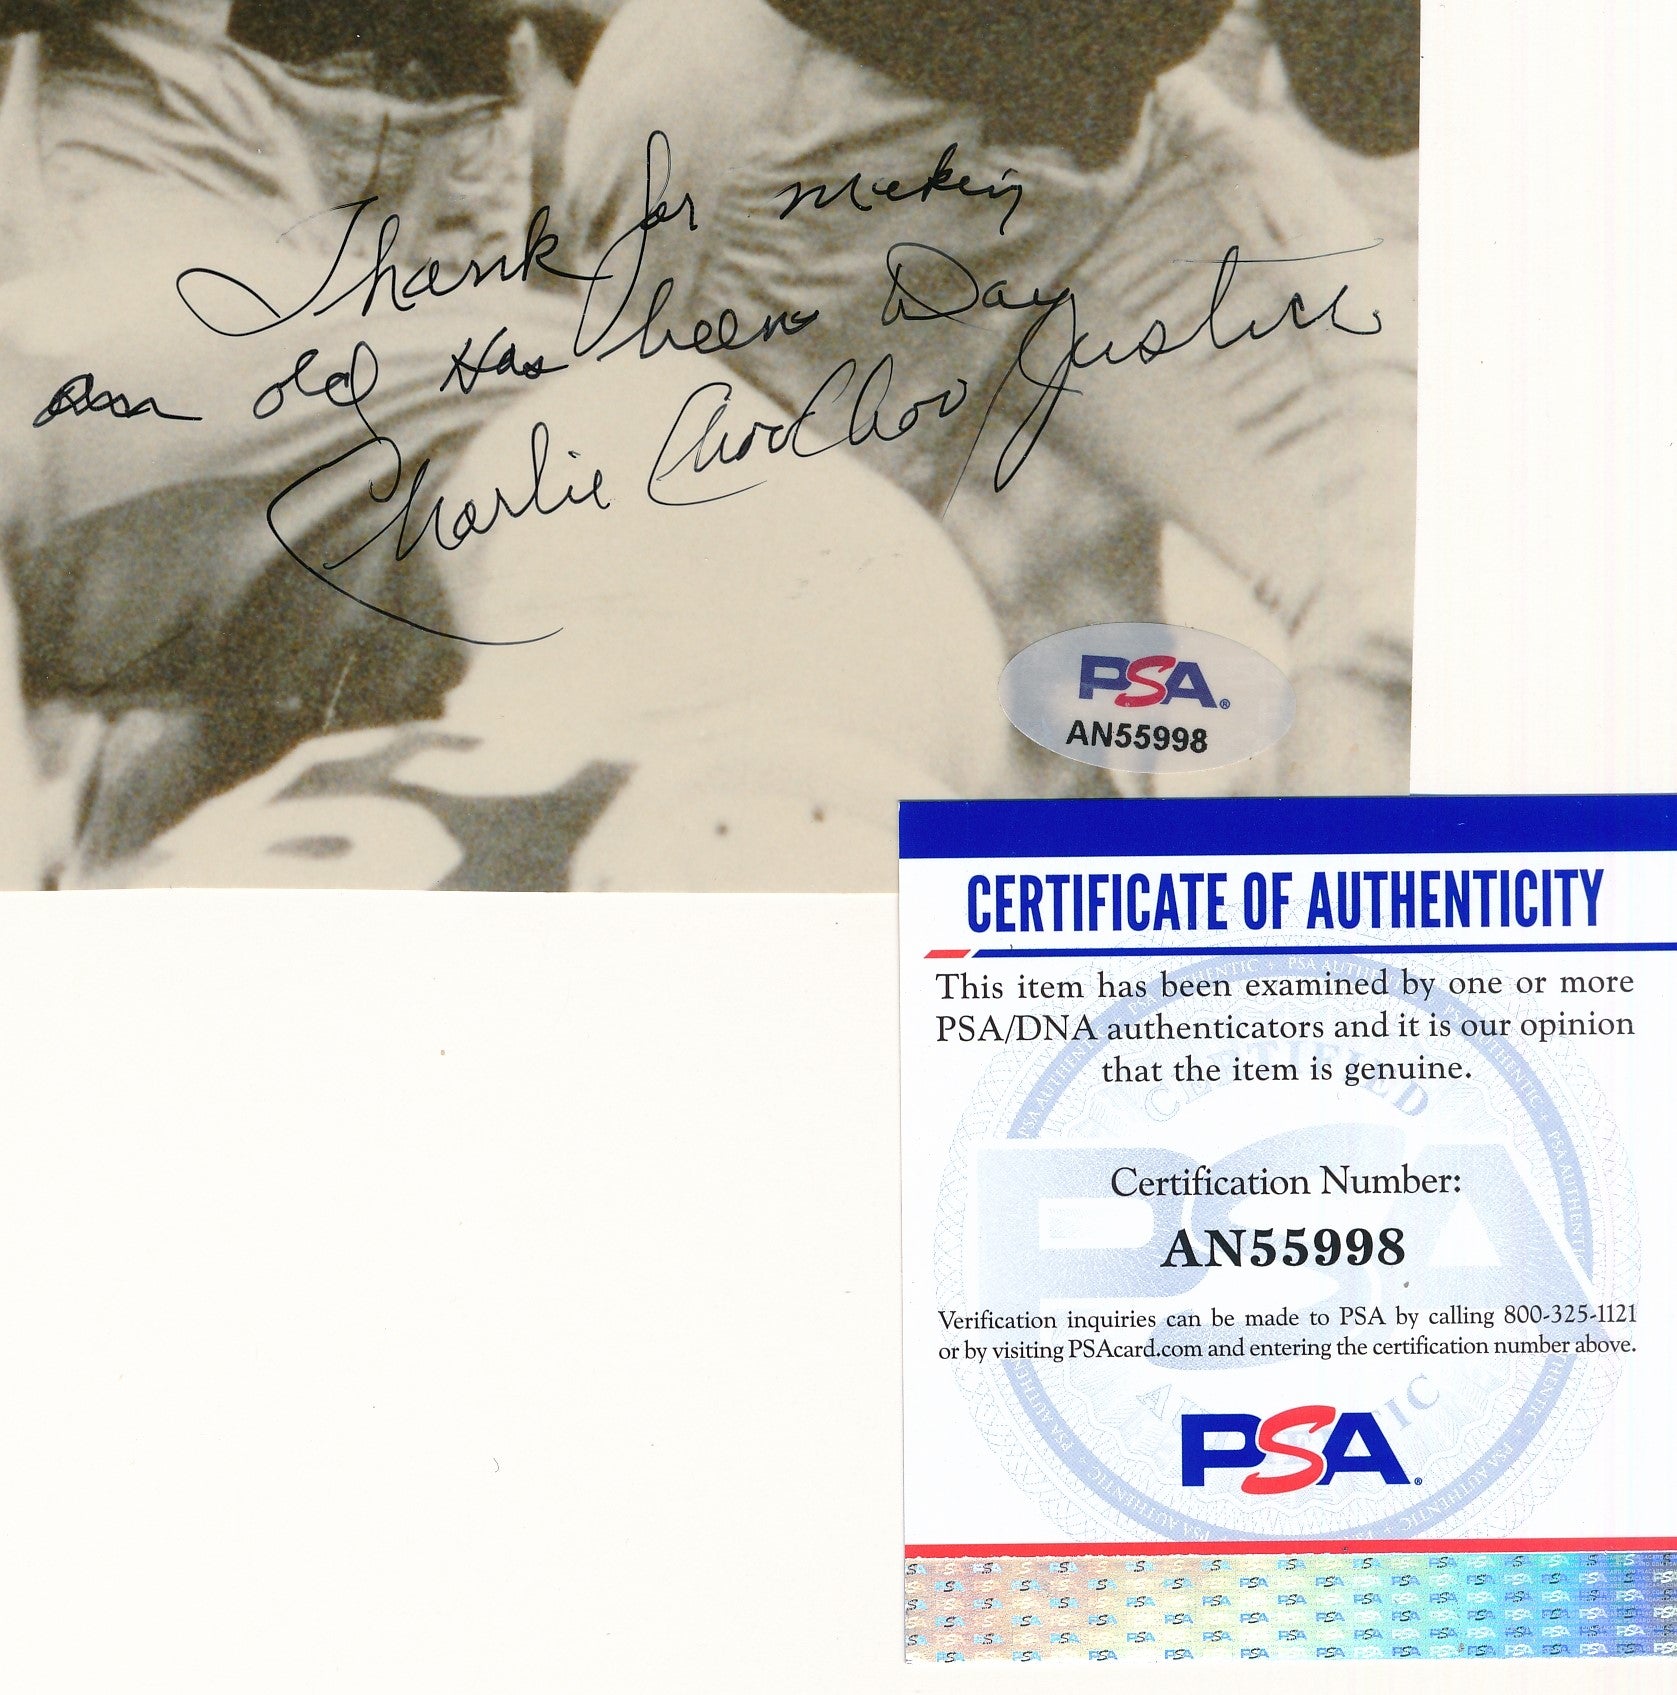 Thank for making
an old Has been Day
Charlie Choo Choo Justice
PSA®
AN55998
CERTIFICATE OF AUTHENTICITY
This item has been examined by one or more
PSA/DNA authenticators and it is our opinion
that the item is genuine.
Certification Number:
AN55998
Verification inquiries can be made to PSA by calling 800-325-1121
or by visiting PSAcard.com and entering the certification number above.
PSA®
CERTIFIED
PSA